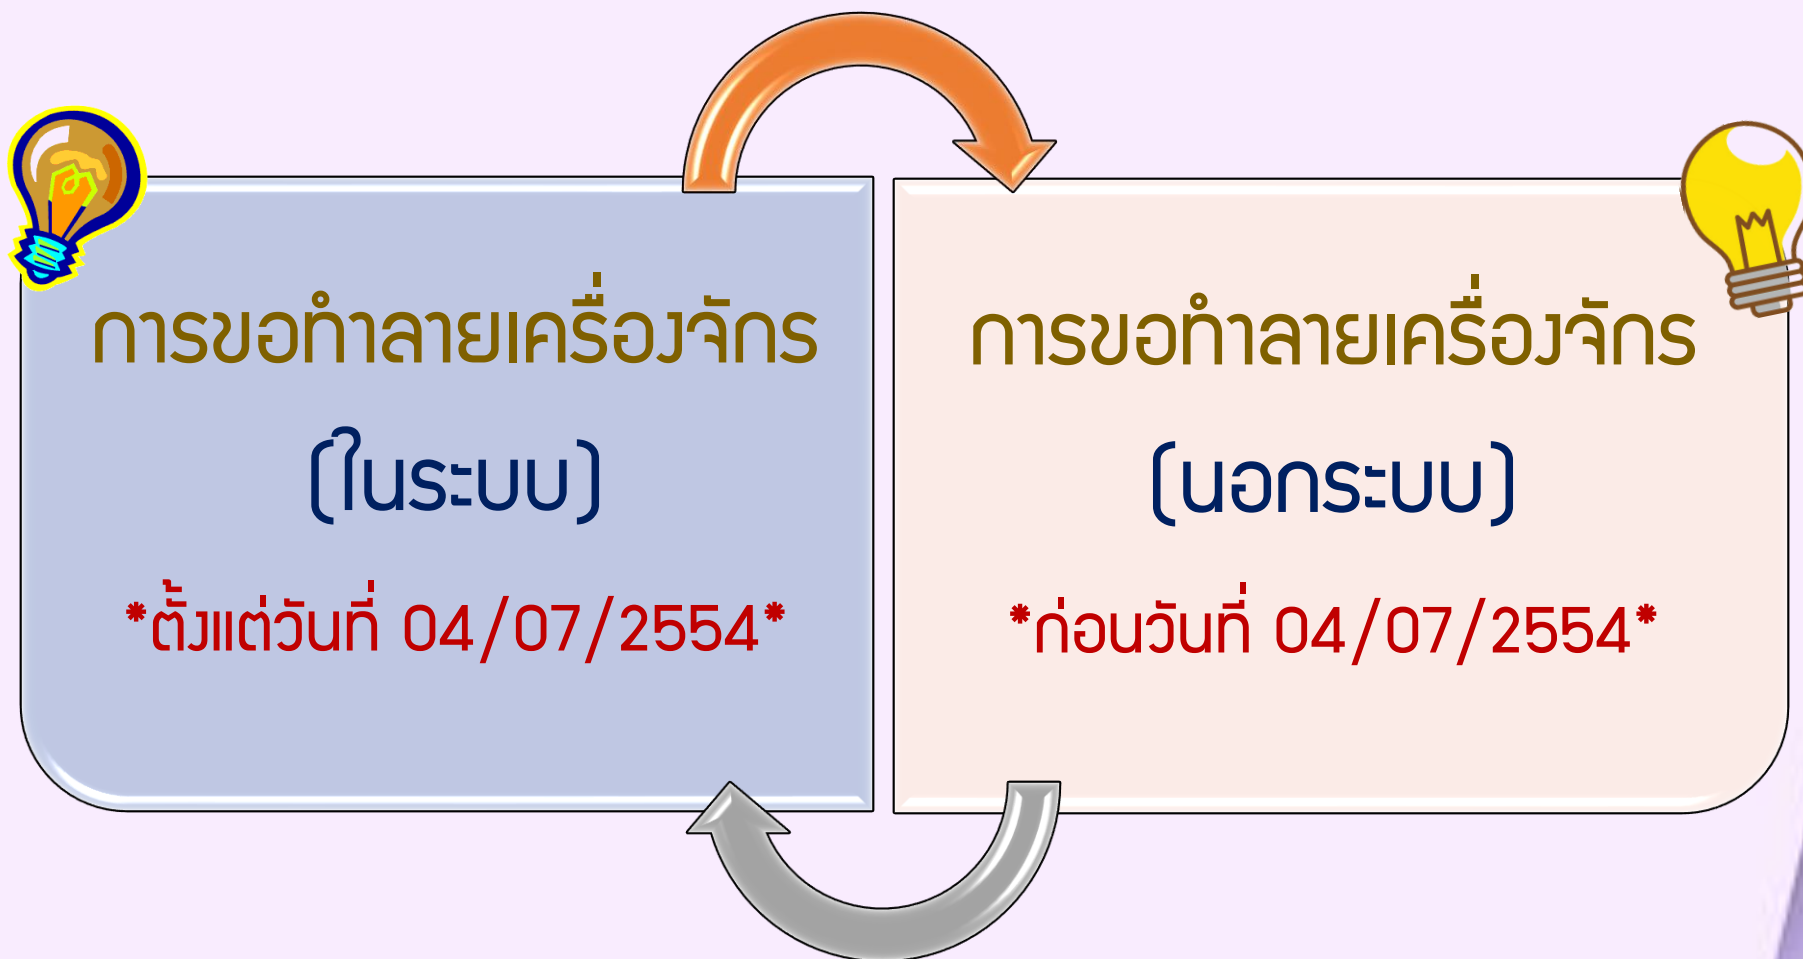 การขอทำลายเครื่องจักร
(ในระบบ)
*ตั้งแต่วันที่ 04/07/2554*
การขอทำลายเครื่องจักร
(นอกระบบ)
*ก่อนวันที่ 04/07/2554*